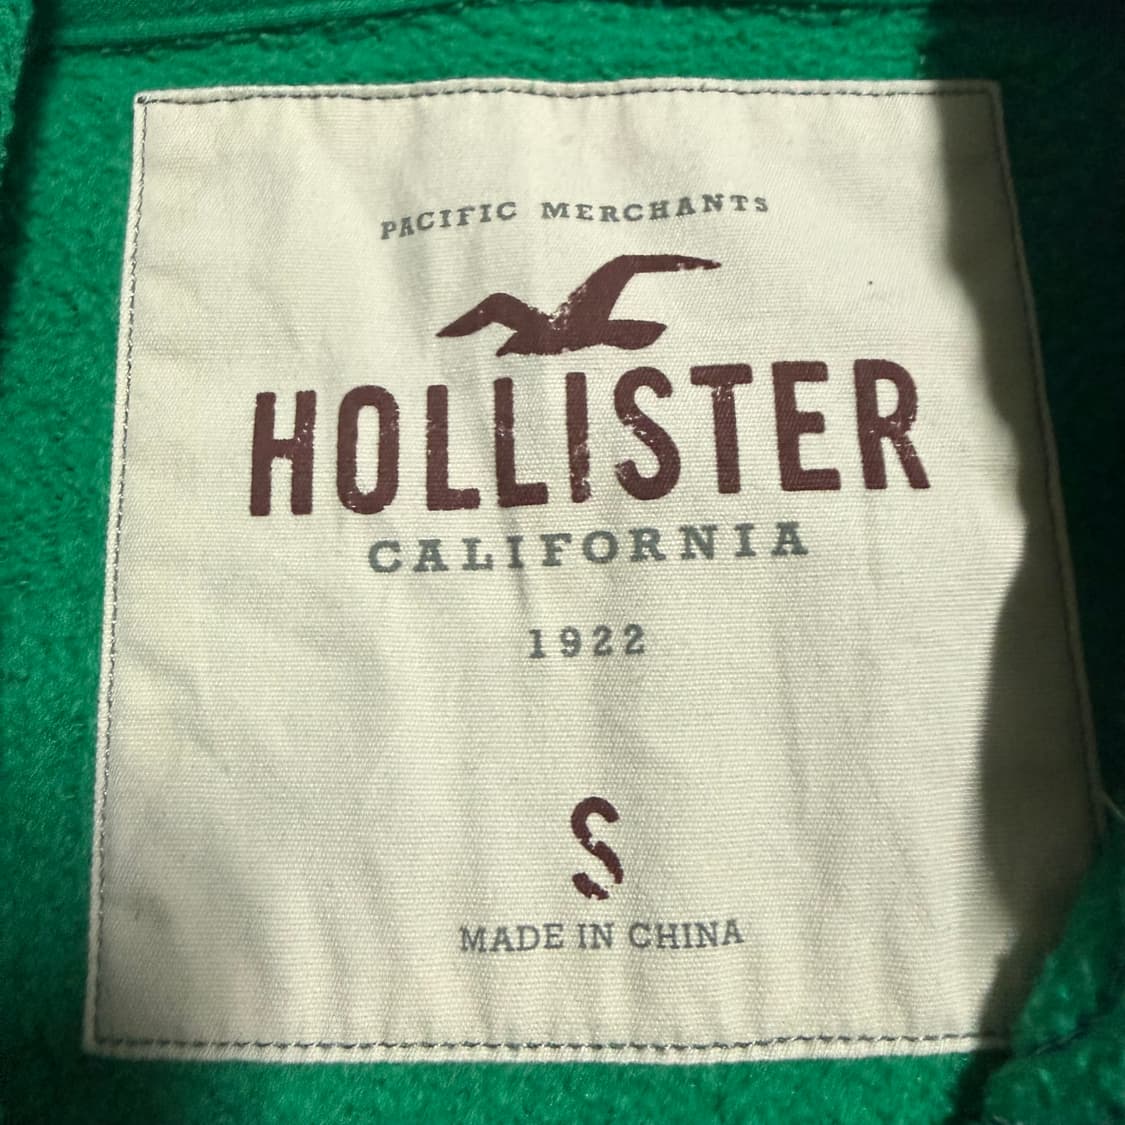 PACIFIC MERCHANTS
HOLLISTER
CALIFORNIA
1922
S
MADE IN CHINA